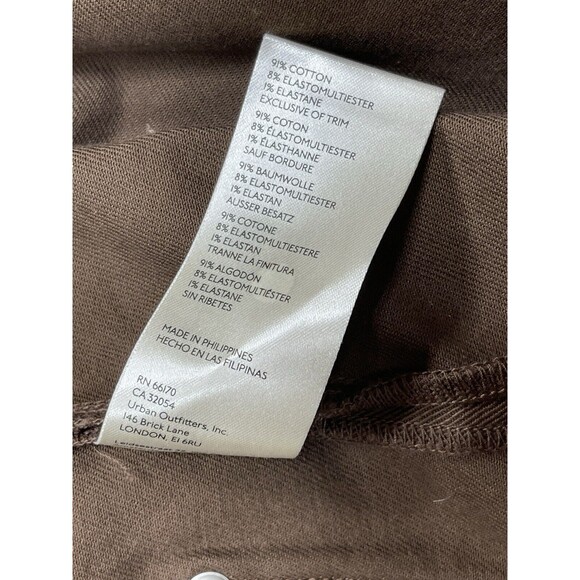 91% COTTON
8% ELASTOMULTIESTER
1% ELASTANE
EXCLUSIVE OF TRIM
91% COTON
8% ÉLASTOMULTIESTER
1% ÉLASTHANNE
SAUF BORDURE
91% BAUMWOLLE
8% ELASTOMULTIESTER
1% ELASTAN
AUSSER BESATZ
91% COTONE
8% ELASTOMULTIESTERE
1% ELASTAN
TRANNE LA FINITURA
91% ALGODÓN
8% ELASTOMULTIÉSTER
1% ELASTANE
SIN RIBETES
MADE IN PHILIPPINES
HECHO EN LAS FILIPINAS
RN 66170
CA 32054
Urban Outfitters, Inc.
146 Brick Lane
LONDON, E1 6RU